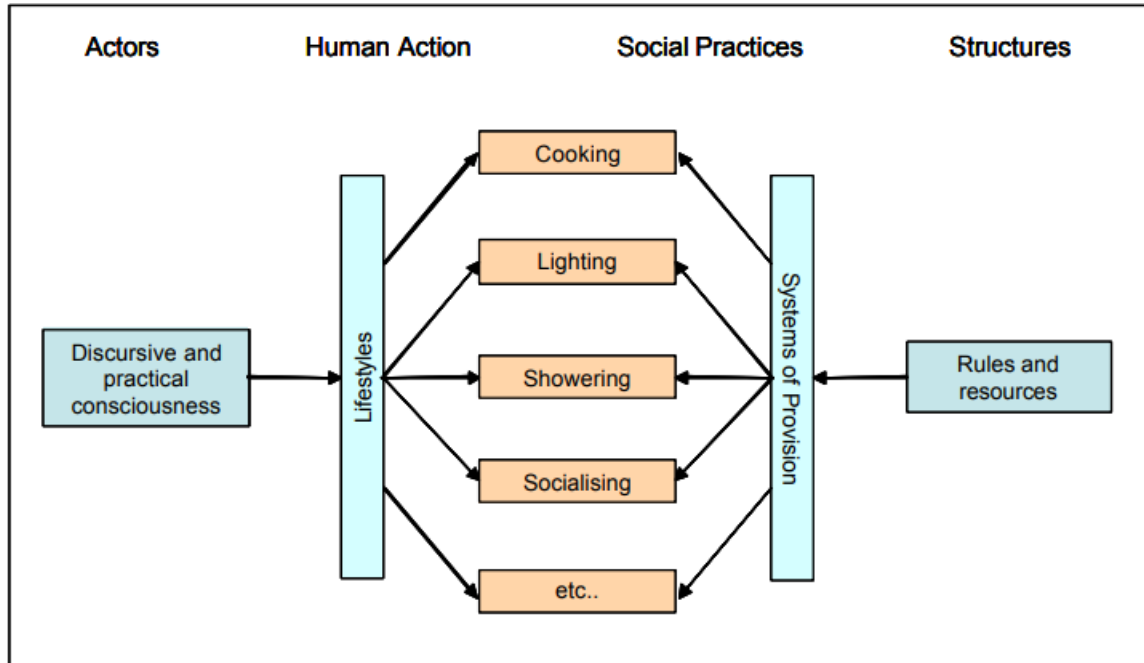 Actors
Human Action
Social Practices
Structures
Discursive and
practical
consciousness
Lifestyles
Cooking
Lighting
Showering
Socialising
etc..
Systems of Provision
Rules and
resources